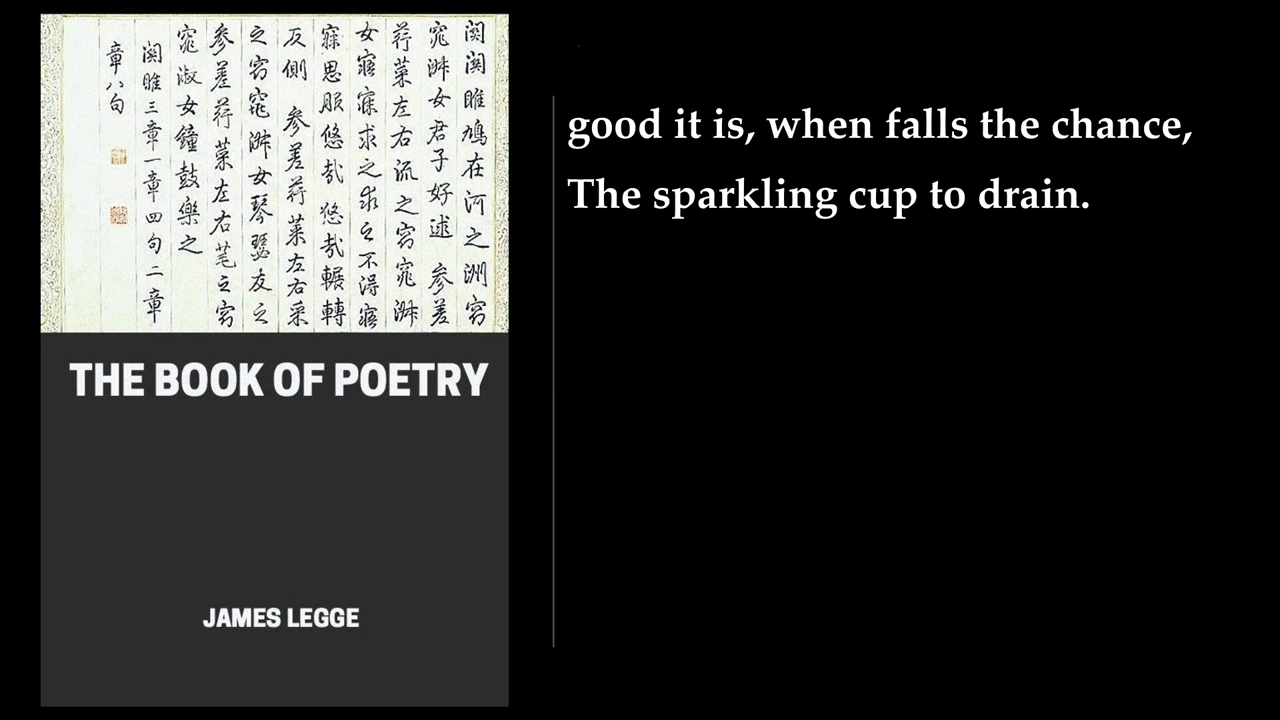 關關雎鳩在河之洲窈
窕淑女君子好逑 参差
荇菜左右流之窈窕淑
女寤寐求之求之不得寤
寐思服悠哉悠哉輾轉
反側 参差荇菜左右采
之窈窕淑女琴瑟友之
参差荇菜左右芼之窈
窕淑女鐘鼓樂之
關雎三章一章四句二章
章八句
THE BOOK OF POETRY
JAMES LEGGE
good it is, when falls the chance,
The sparkling cup to drain.